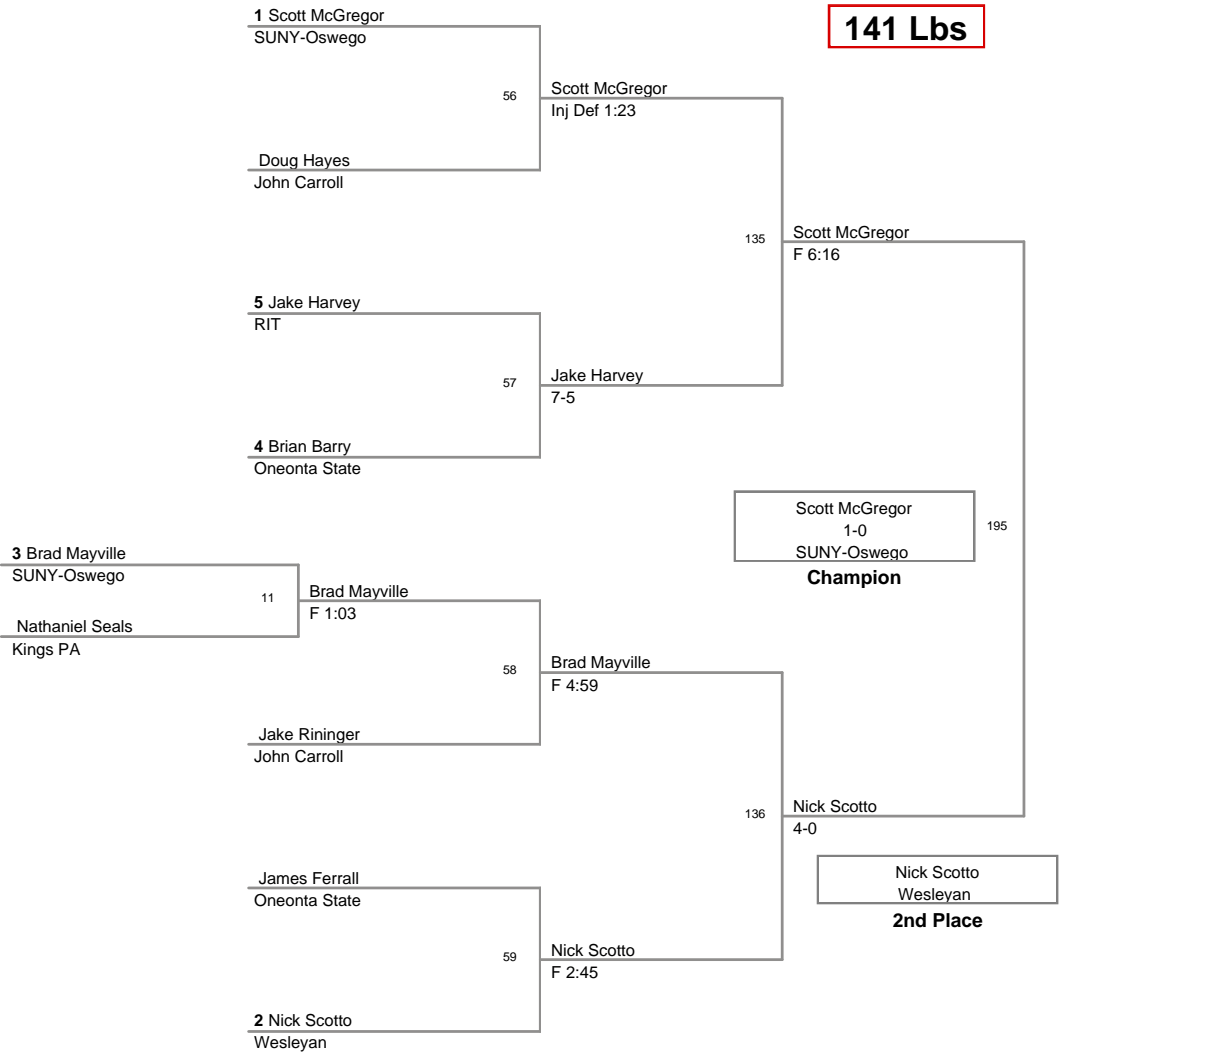 1 Scott McGregor
SUNY-Oswego
141 Lbs
56
Scott McGregor
Inj Def 1:23
Doug Hayes
John Carroll
135
Scott McGregor
F 6:16
5 Jake Harvey
RIT
57
Jake Harvey
7-5
4 Brian Barry
Oneonta State
Scott McGregor
1-0
SUNY-Oswego
195
Champion
3 Brad Mayville
SUNY-Oswego
11
Brad Mayville
F 1:03
Nathaniel Seals
Kings PA
58
Brad Mayville
F 4:59
Jake Rininger
John Carroll
136
Nick Scotto
4-0
Nick Scotto
Wesleyan
2nd Place
James Ferrall
Oneonta State
59
Nick Scotto
F 2:45
2 Nick Scotto
Wesleyan